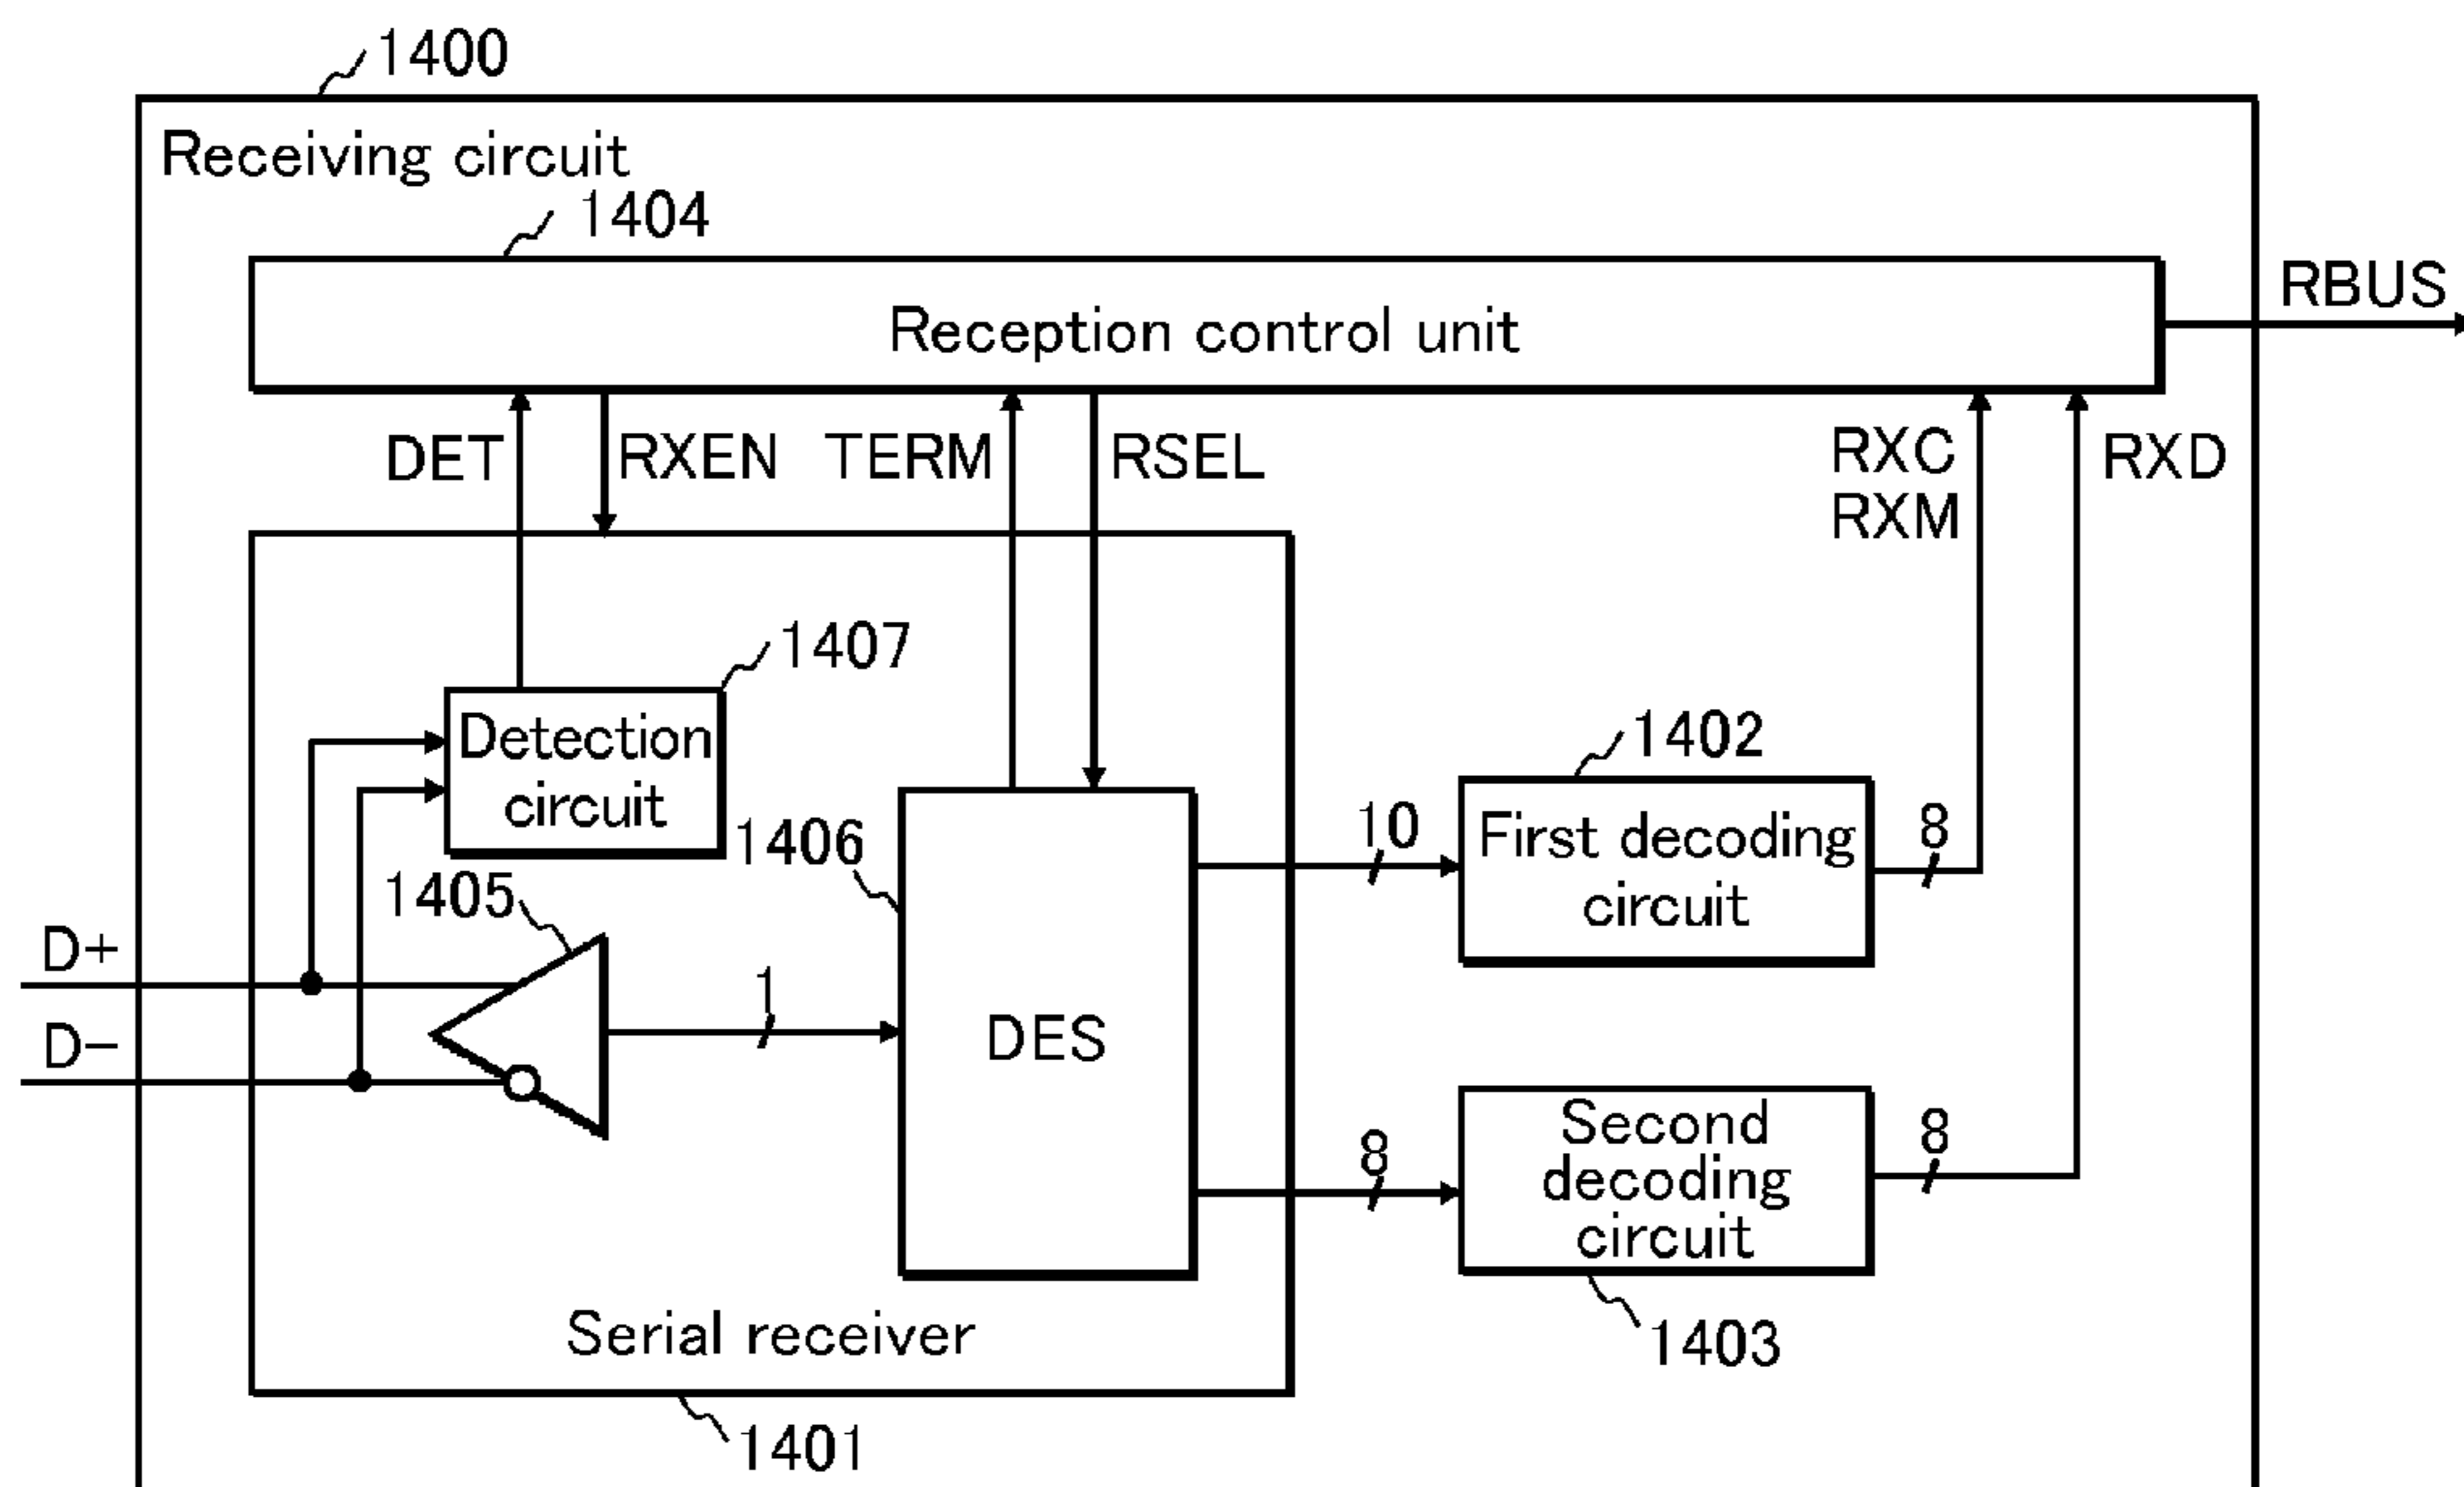 1400
Receiving circuit
1404
Reception control unit
RBUS
DET
RXEN
TERM
RSEL
RXC
RXM
RXD
1407
Detection
circuit
1402
First decoding
circuit
10
8
1406
1405
D+
D−
1
DES
8
Second
decoding
circuit
8
1403
Serial receiver
1401